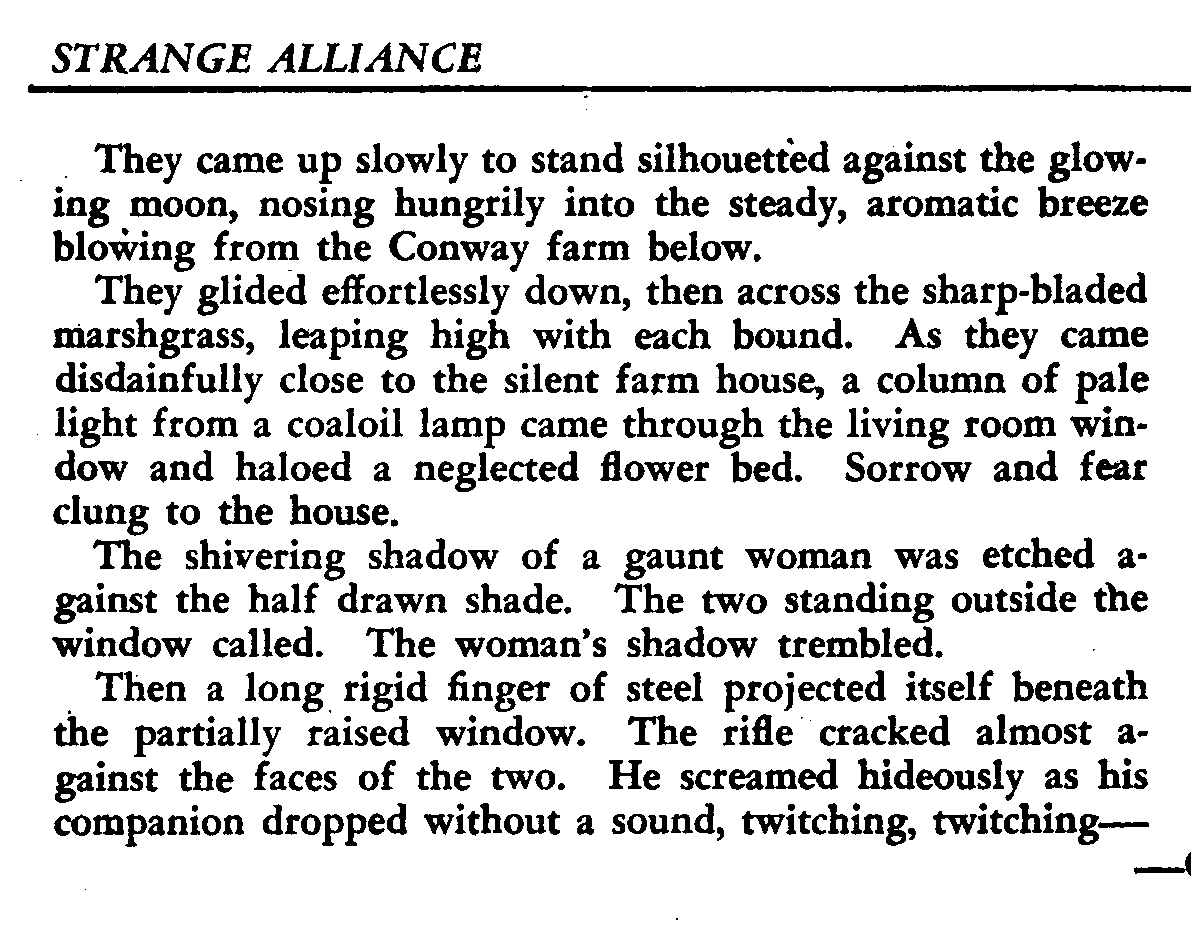 STRANGE ALLIANCE
They came up slowly to stand silhouetted against the glow-
ing moon, nosing hungrily into the steady, aromatic breeze
blowing from the Conway farm below.
They glided effortlessly down, then across the sharp-bladed
marshgrass, leaping high with each bound. As they came
disdainfully close to the silent farm house, a column of pale
light from a coaloil lamp came through the living room win-
dow and haloed a neglected flower bed. Sorrow and fear
clung to the house.
The shivering shadow of a gaunt woman was etched a-
gainst the half drawn shade. The two standing outside the
window called. The woman's shadow trembled.
Then a long rigid finger of steel projected itself beneath
the partially raised window. The rifle cracked almost a-
gainst the faces of the two. He screamed hideously as his
companion dropped without a sound, twitching, twitching—